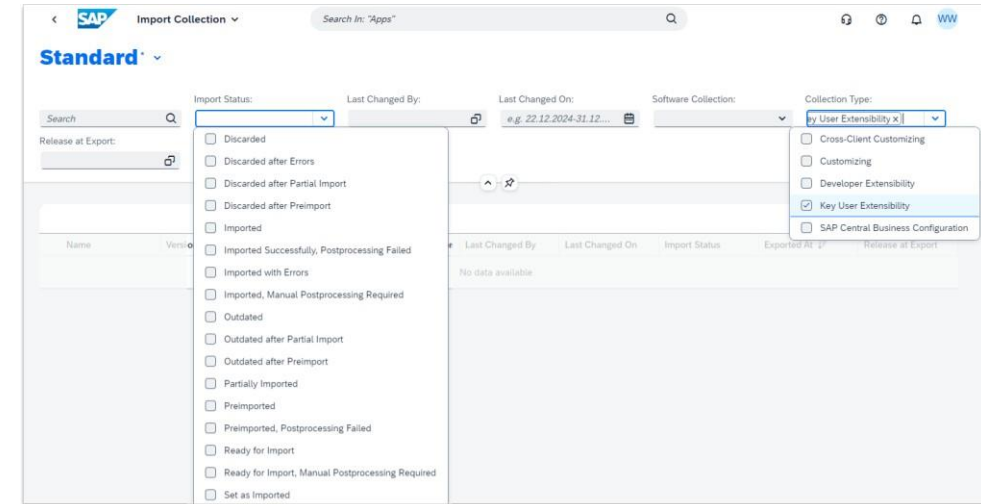 SAP Import Collection Search In: "Apps" WW
Standard*
Import Status: Last Changed By: Last Changed On: Software Collection: Collection Type:
Search e.g. 22.12.2024-31.12.... ey User Extensibility
Release at Export:
Discarded
Discarded after Errors
Discarded after Partial Import
Discarded after Preimport
Imported
Imported Successfully, Postprocessing Failed
Imported with Errors
Imported, Manual Postprocessing Required
Outdated
Outdated after Partial Import
Outdated after Preimport
Partially Imported
Preimported
Preimported, Postprocessing Failed
Ready for Import
Ready for Import, Manual Postprocessing Required
Set as Imported
Cross-Client Customizing
Customizing
Developer Extensibility
Key User Extensibility
SAP Central Business Configuration
Name Last Changed By Last Changed On Import Status Exported At Release at Export
No data available